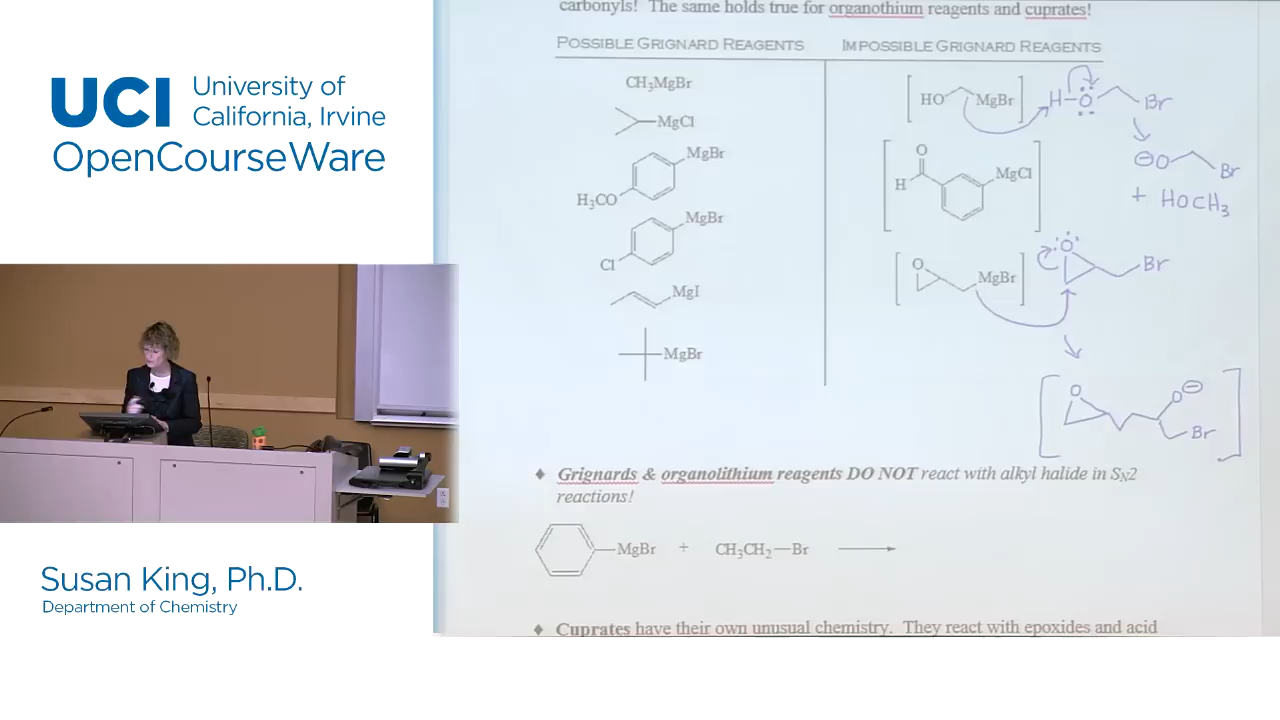 UCI University of California, Irvine
OpenCourseWare
carbonyls! The same holds true for organothium reagents and cuprates!
POSSIBLE GRIGNARD REAGENTS
IMPOSSIBLE GRIGNARD REAGENTS
CH₃MgBr
HO MgBr
H–O Br
MgCl
⊖O Br
+ HOCH₃
MgBr
H₃CO
O
H
MgCl
MgBr
Cl
O
MgBr
O
Br
MgI
MgBr
O
O⊖
Br
♦ Grignards & organolithium reagents DO NOT react with alkyl halide in SN2
reactions!
MgBr + CH₃CH₂—Br
♦ Cuprates have their own unusual chemistry. They react with epoxides and acid
Susan King, Ph.D.
Department of Chemistry